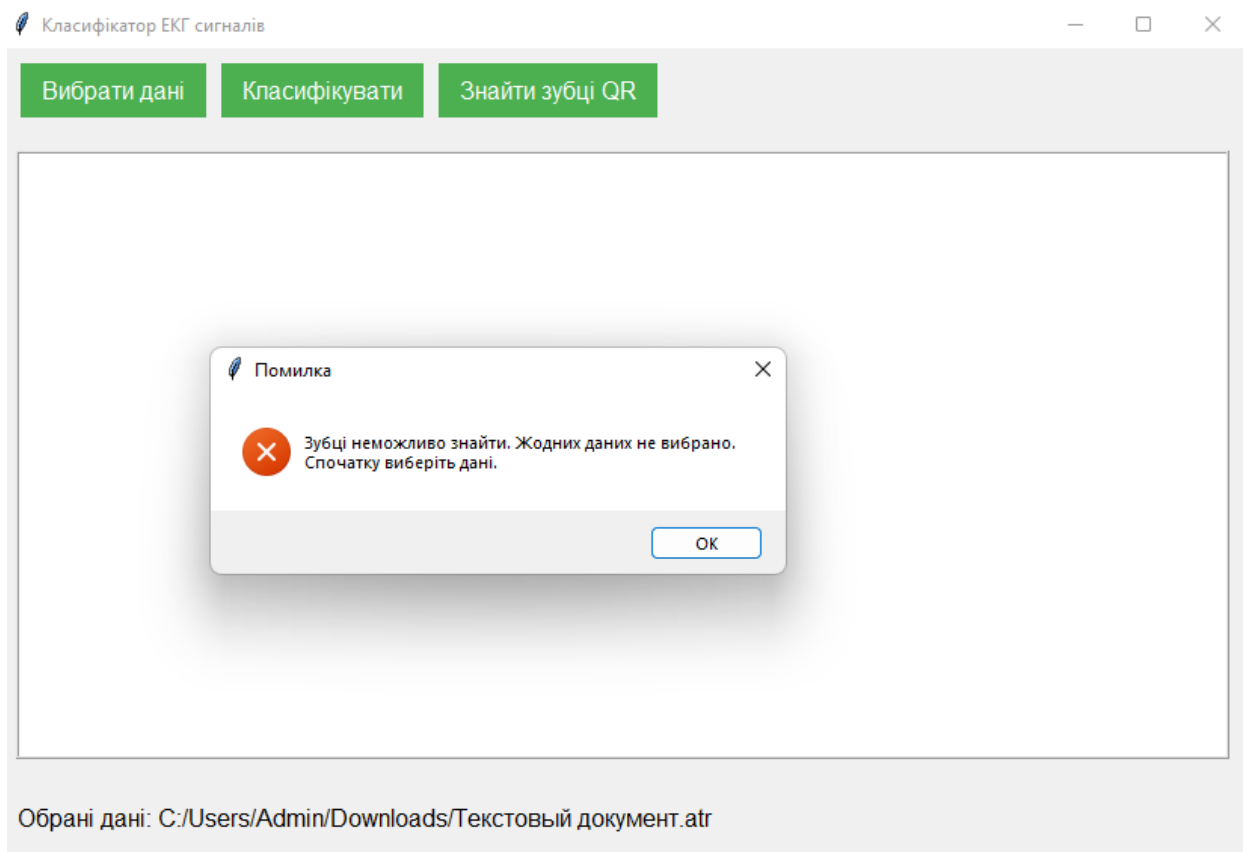 Класифікатор ЕКГ сигналів
Вибрати дані
Класифікувати
Знайти зубці QR
Помилка
Зубці неможливо знайти. Жодних даних не вибрано.
Спочатку виберіть дані.
ОК
Обрані дані: C:/Users/Admin/Downloads/Текстовый документ.atr